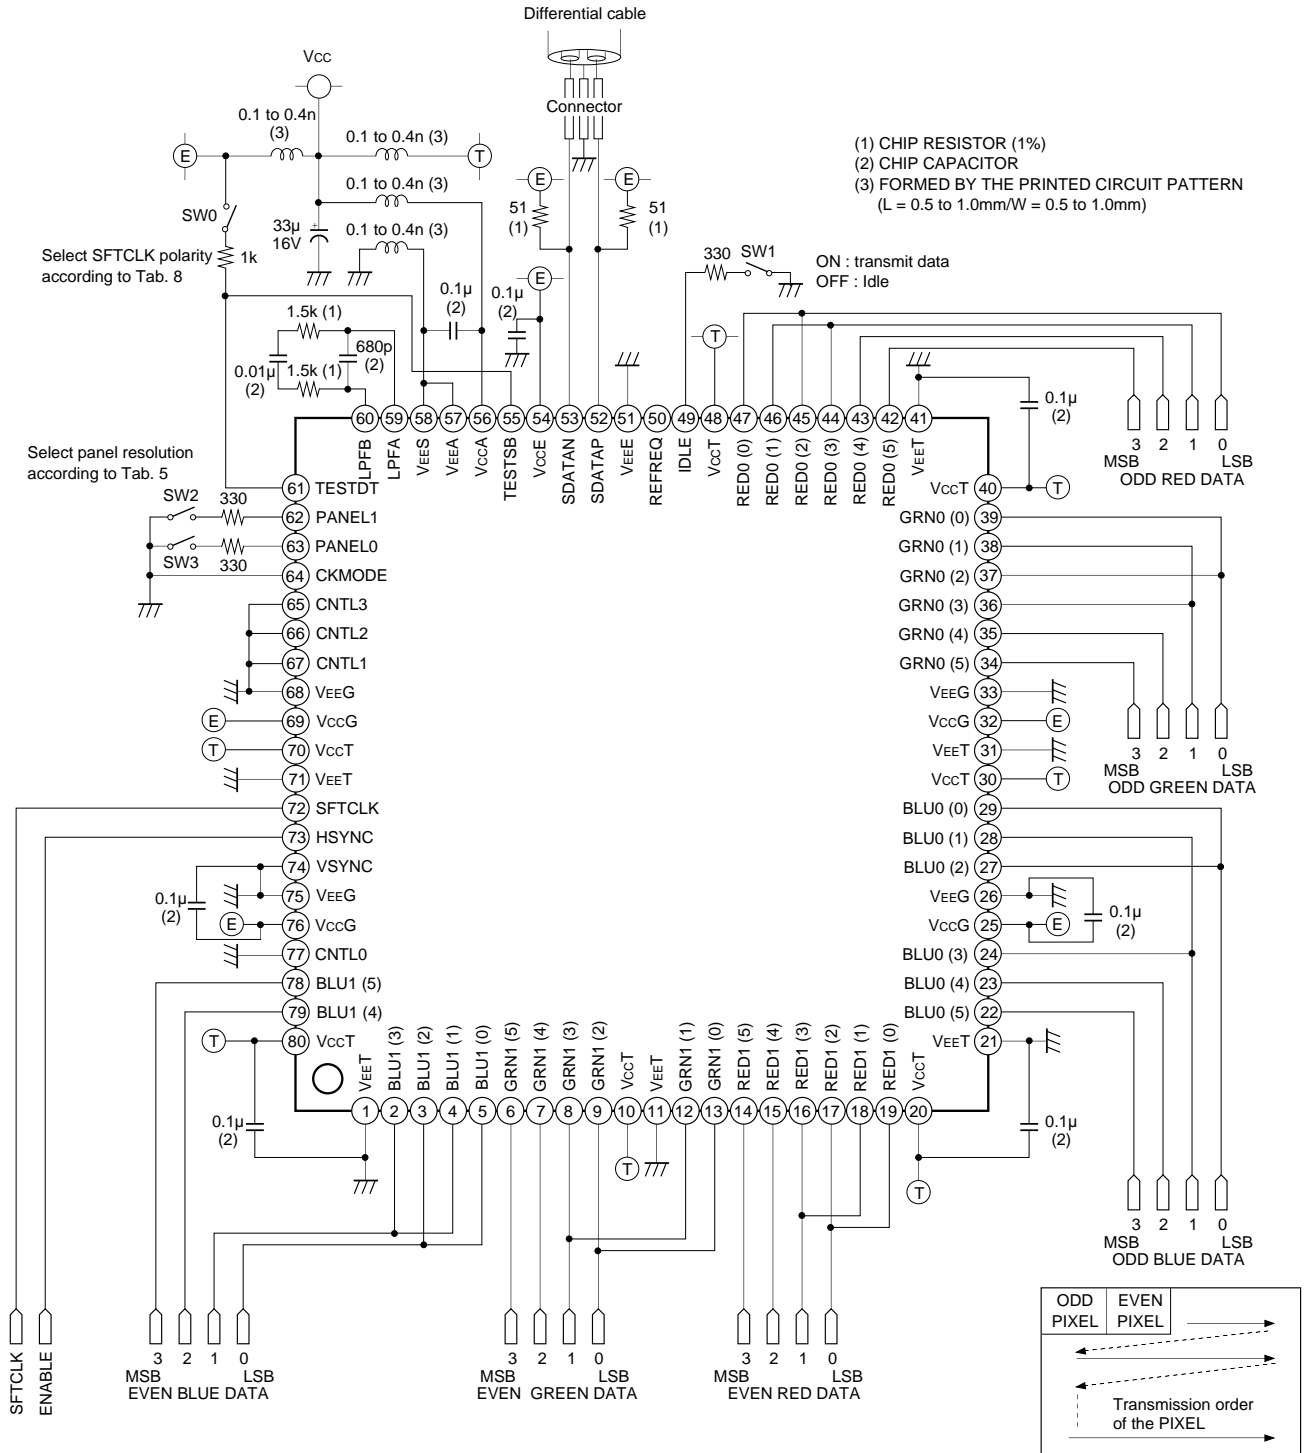 Differential cable
Vcc
Connector
0.1 to 0.4n
(3)
0.1 to 0.4n (3)
E
T
0.1 to 0.4n (3)
0.1 to 0.4n (3)
SW0
33µ
16V
Select SFTCLK polarity
according to Tab. 8
1k
E
E
51
(1)
51
(1)
(1) CHIP RESISTOR (1%)
(2) CHIP CAPACITOR
(3) FORMED BY THE PRINTED CIRCUIT PATTERN
(L = 0.5 to 1.0mm/W = 0.5 to 1.0mm)
330
SW1
ON : transmit data
OFF : Idle
0.1µ
(2)
0.1µ
(2)
E
T
1.5k (1)
680p
(2)
0.01µ
(2)
1.5k (1)
0.1µ
(2)
60 59 58 57 56 55 54 53 52 51 50 49 48 47 46 45 44 43 42 41
LPFB
LPFA
VEES
VEEA
VCCA
TESTSB
VCCE
SDATAN
SDATAP
VEEE
REFREQ
IDLE
VCCT
RED0 (0)
RED0 (1)
RED0 (2)
RED0 (3)
RED0 (4)
RED0 (5)
VEET
3 2 1 0
MSB LSB
ODD RED DATA
Select panel resolution
according to Tab. 5
SW2 330
SW3 330
61 TESTDT
62 PANEL1
63 PANEL0
64 CKMODE
65 CNTL3
66 CNTL2
67 CNTL1
68 VEEG
E 69 VCCG
T 70 VCCT
71 VEET
72 SFTCLK
73 HSYNC
74 VSYNC
0.1µ
(2)
75 VEEG
E 76 VCCG
77 CNTL0
78 BLU1 (5)
79 BLU1 (4)
T 80 VCCT
0.1µ
(2)
VCCT 40 T
GRN0 (0) 39
GRN0 (1) 38
GRN0 (2) 37
GRN0 (3) 36
GRN0 (4) 35
GRN0 (5) 34
VEEG 33
VCCG 32 E
VEET 31
VCCT 30 T
3 2 1 0
MSB LSB
ODD GREEN DATA
BLU0 (0) 29
BLU0 (1) 28
BLU0 (2) 27
VEEG 26
VCCG 25 E
0.1µ
(2)
BLU0 (3) 24
BLU0 (4) 23
BLU0 (5) 22
VEET 21
0.1µ
(2)
VEET
BLU1 (3)
BLU1 (2)
BLU1 (1)
BLU1 (0)
GRN1 (5)
GRN1 (4)
GRN1 (3)
GRN1 (2)
VCCT
VEET
GRN1 (1)
GRN1 (0)
RED1 (5)
RED1 (4)
RED1 (3)
RED1 (2)
RED1 (1)
RED1 (0)
VCCT
1 2 3 4 5 6 7 8 9 10 11 12 13 14 15 16 17 18 19 20
T
T
3 2 1 0
MSB LSB
ODD BLUE DATA
SFTCLK
ENABLE
3 2 1 0
MSB LSB
EVEN BLUE DATA
3 2 1 0
MSB LSB
EVEN GREEN DATA
3 2 1 0
MSB LSB
EVEN RED DATA
ODD
PIXEL
EVEN
PIXEL
Transmission order
of the PIXEL